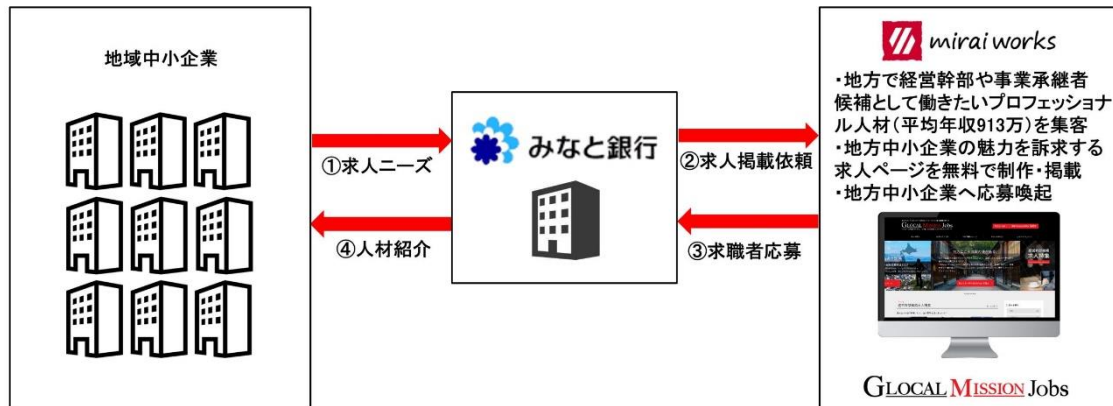 地域中小企業
①求人ニーズ
④人材紹介
みなと銀行
②求人掲載依頼
③求職者応募
mirai works
・地方で経営幹部や事業承継者
候補として働きたいプロフェッショナ
ル人材(平均年収913万)を集客
・地方中小企業の魅力を訴求する
求人ページを無料で制作・掲載
・地方中小企業へ応募喚起
GLOCAL MISSION JOBS
GLOCAL MISSION JOBS